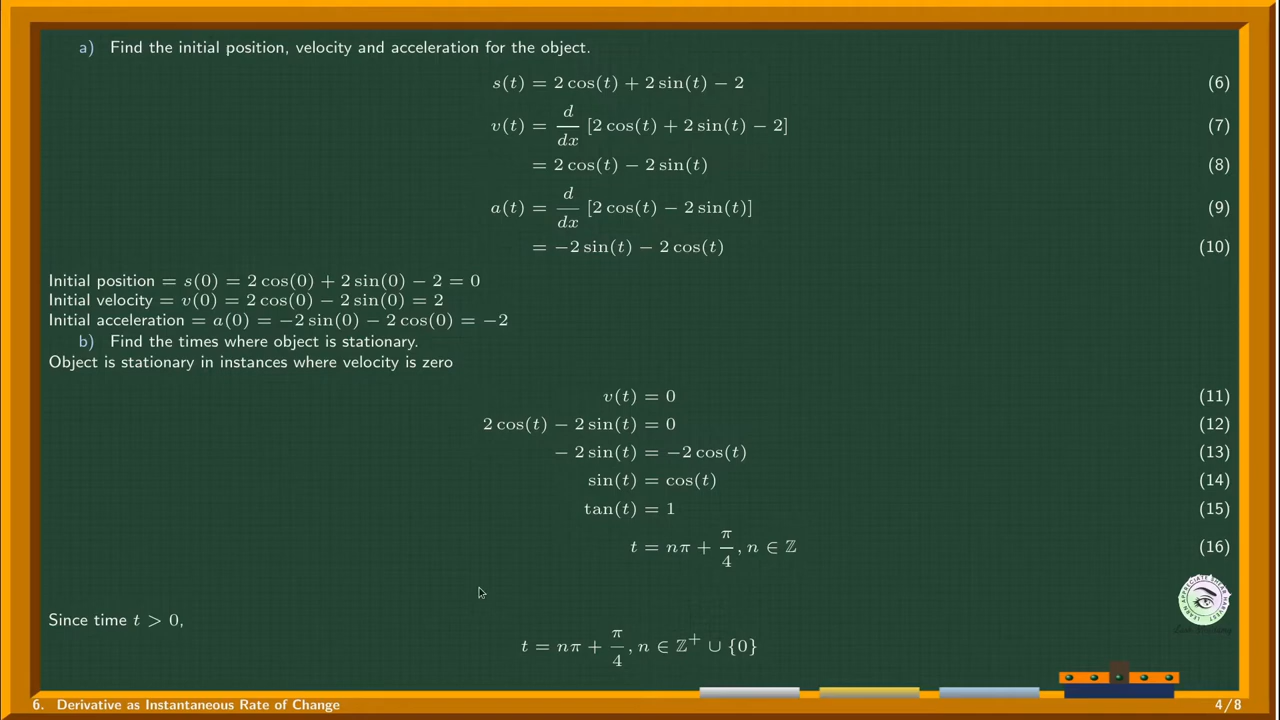 a) Find the initial position, velocity and acceleration for the object.
s(t) = 2 cos(t) + 2 sin(t) − 2 (6)
v(t) = d/dx [2 cos(t) + 2 sin(t) − 2] (7)
= 2 cos(t) − 2 sin(t) (8)
a(t) = d/dx [2 cos(t) − 2 sin(t)] (9)
= −2 sin(t) − 2 cos(t) (10)
Initial position = s(0) = 2 cos(0) + 2 sin(0) − 2 = 0
Initial velocity = v(0) = 2 cos(0) − 2 sin(0) = 2
Initial acceleration = a(0) = −2 sin(0) − 2 cos(0) = −2
b) Find the times where object is stationary.
Object is stationary in instances where velocity is zero
v(t) = 0 (11)
2 cos(t) − 2 sin(t) = 0 (12)
− 2 sin(t) = −2 cos(t) (13)
sin(t) = cos(t) (14)
tan(t) = 1 (15)
t = nπ + π/4, n ∈ ℤ (16)
Since time t > 0,
t = nπ + π/4, n ∈ ℤ⁺ ∪ {0}
6. Derivative as Instantaneous Rate of Change 4/8